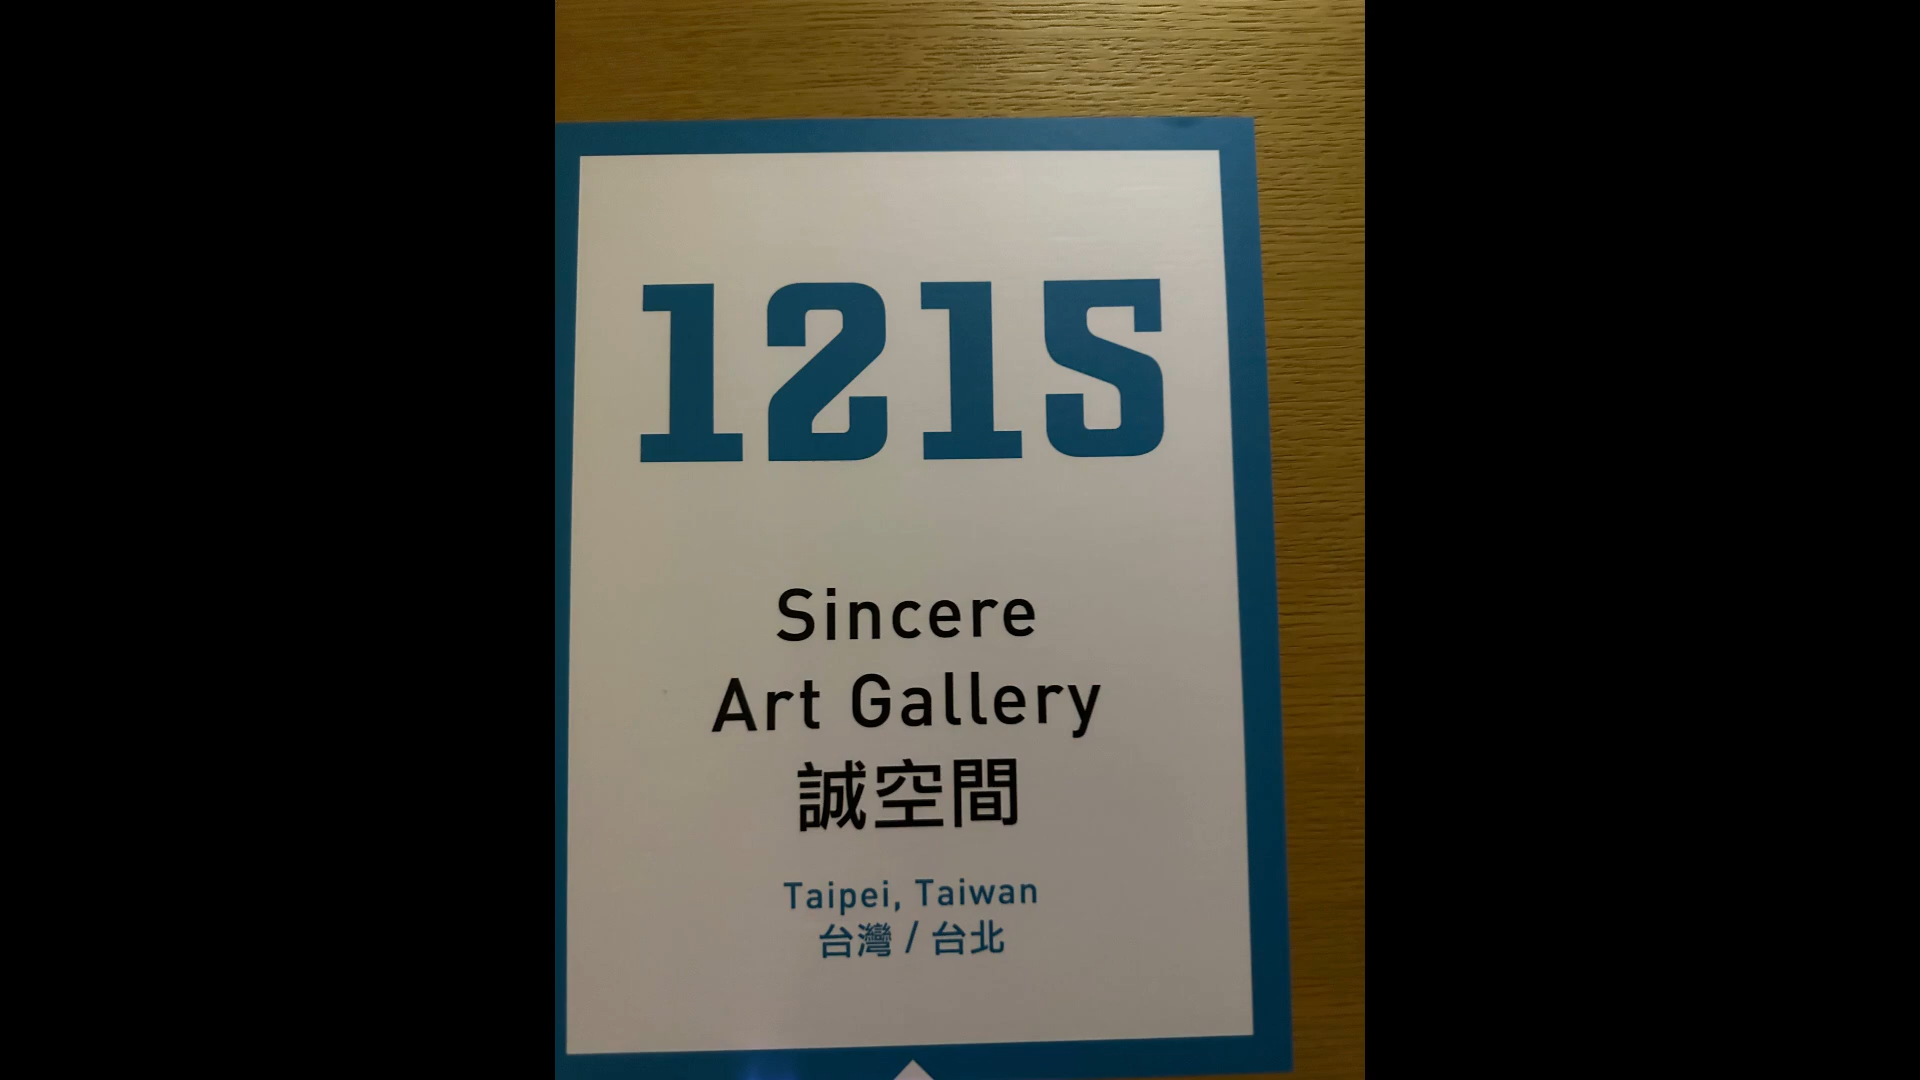 1215
Sincere
Art Gallery
誠空間
Taipei, Taiwan
台灣 / 台北